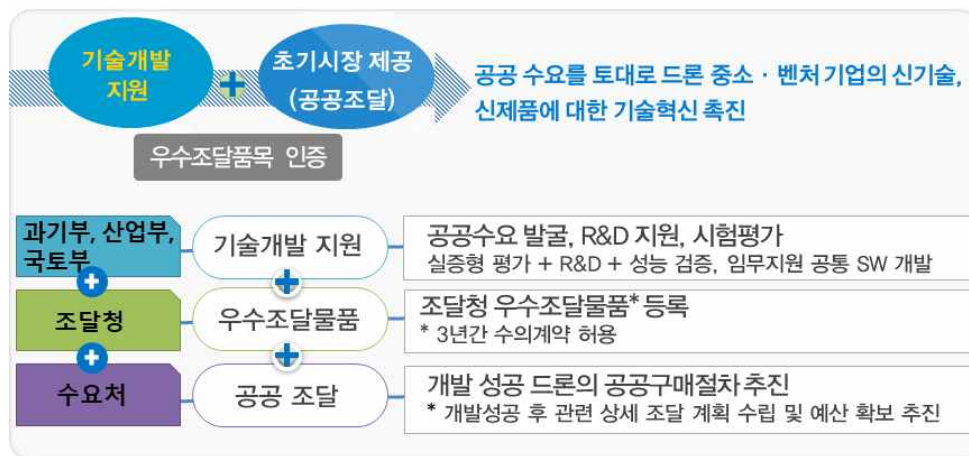 기술개발
지원
초기시장 제공
(공공조달)
공공 수요를 토대로 드론 중소 · 벤처 기업의 신기술,
신제품에 대한 기술혁신 촉진
우수조달품목 인증
과기부, 산업부,
국토부
기술개발 지원
공공수요 발굴, R&D 지원, 시험평가
실증형 평가 + R&D + 성능 검증, 임무지원 공통 SW 개발
조달청
우수조달물품
조달청 우수조달물품* 등록
* 3년간 수의계약 허용
수요처
공공 조달
개발 성공 드론의 공공구매절차 추진
* 개발성공 후 관련 상세 조달 계획 수립 및 예산 확보 추진